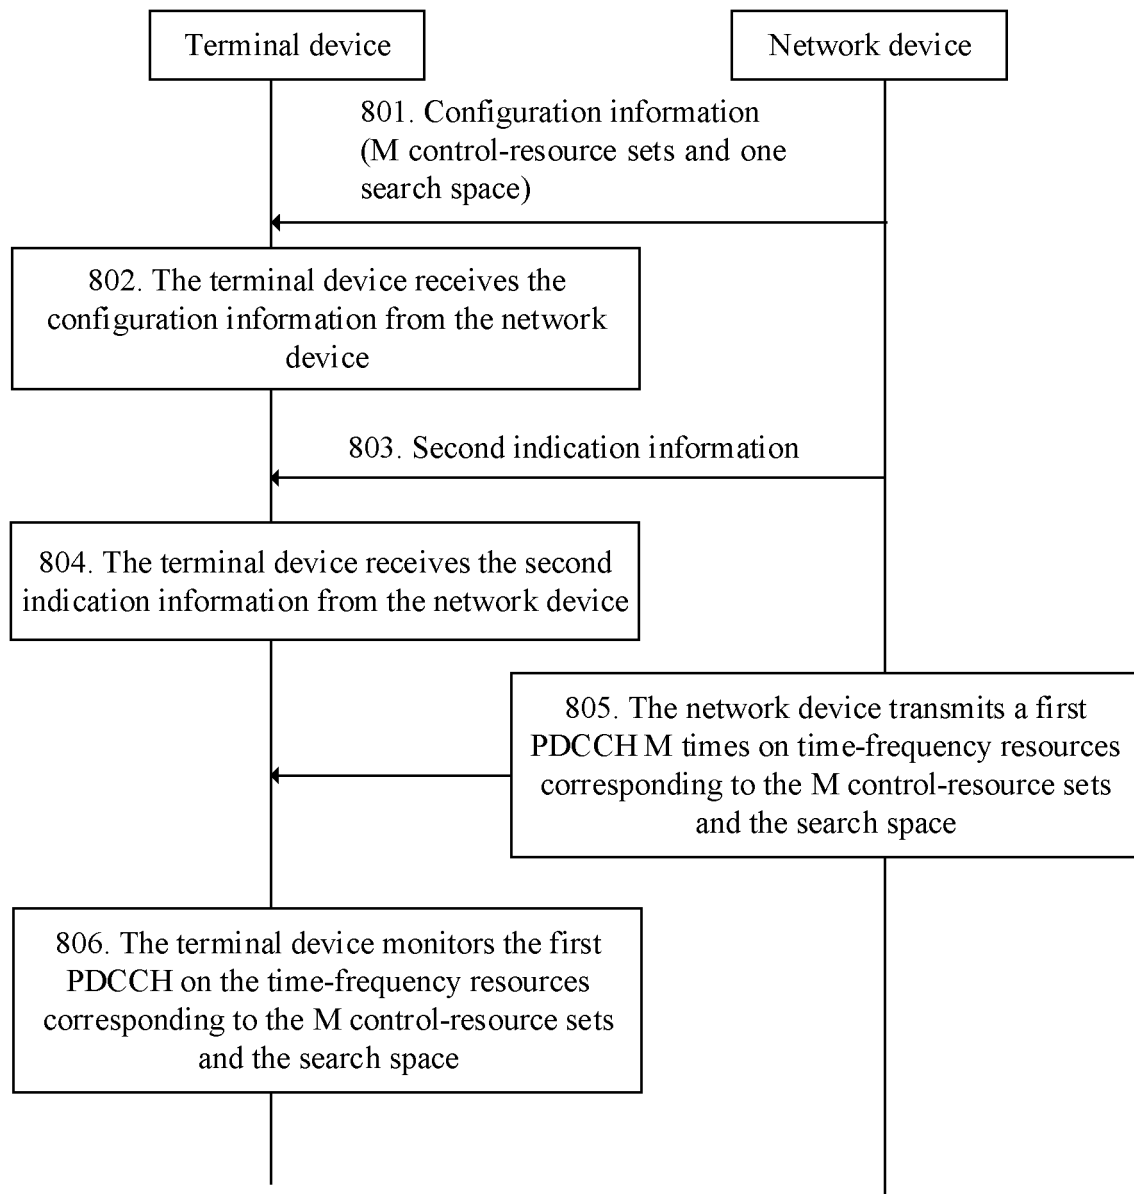 Terminal device
Network device
801. Configuration information
(M control-resource sets and one
search space)
802. The terminal device receives the
configuration information from the network
device
803. Second indication information
804. The terminal device receives the second
indication information from the network device
805. The network device transmits a first
PDCCH M times on time-frequency resources
corresponding to the M control-resource sets
and the search space
806. The terminal device monitors the first
PDCCH on the time-frequency resources
corresponding to the M control-resource sets
and the search space